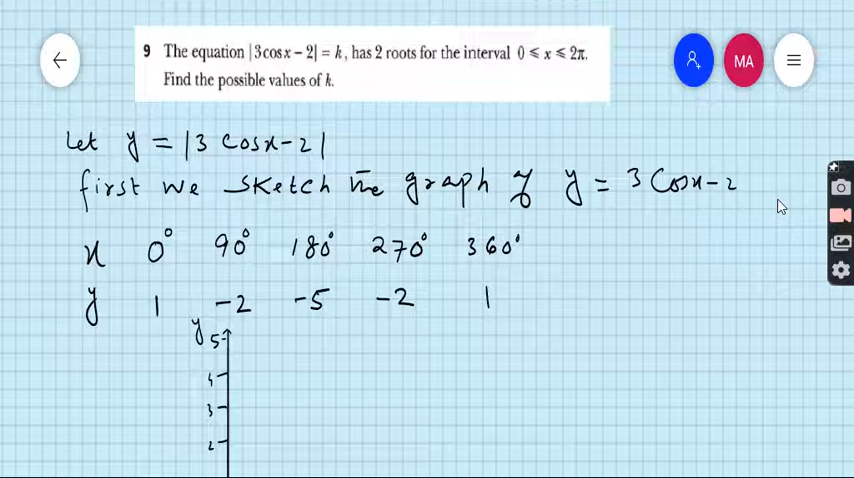 9 The equation |3 cos x − 2| = k, has 2 roots for the interval 0 ⩽ x ⩽ 2π.
Find the possible values of k.
MA
Let y = |3 cosx-2|
first we sketch the graph of y = 3 Cosx-2
x 0° 90° 180° 270° 360°
y 1 -2 -5 -2 1
y
5
4
3
2